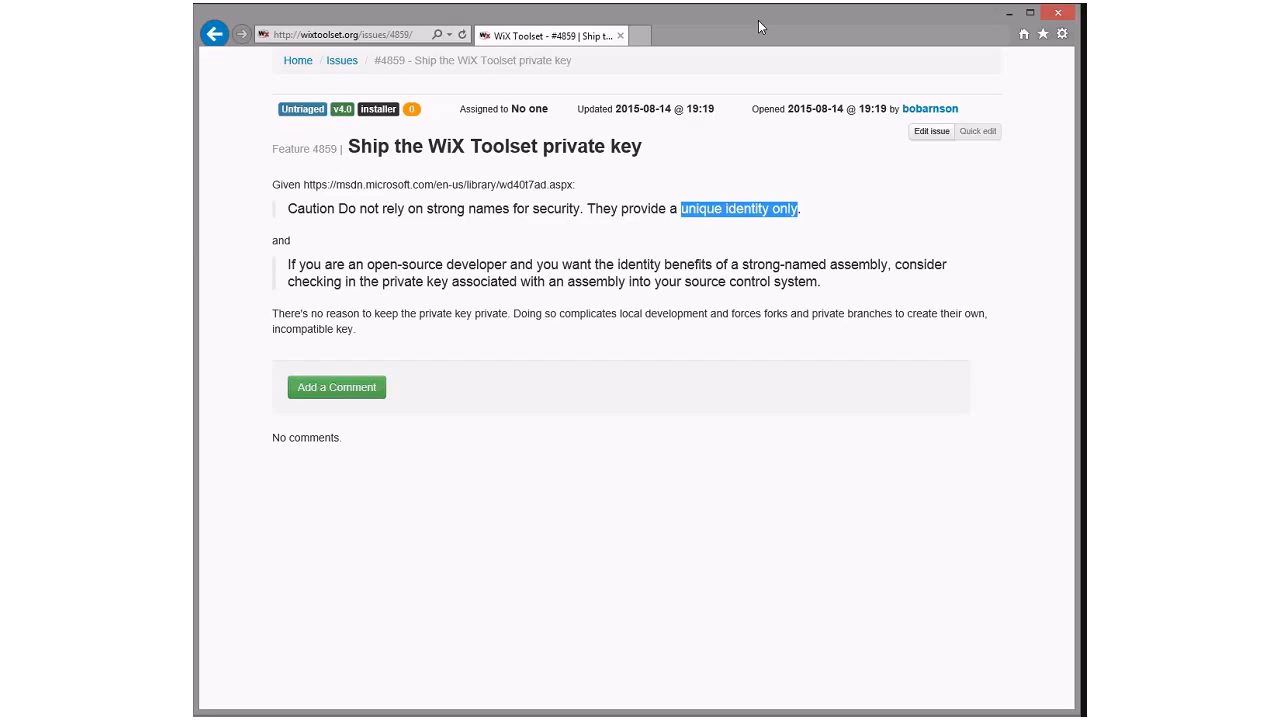 http://wixtoolset.org/issues/4859/
WiX Toolset - #4859 | Ship t...
Home / Issues / #4859 - Ship the WiX Toolset private key
Untriaged v4.0 installer 0 Assigned to No one Updated 2015-08-14 @ 19:19 Opened 2015-08-14 @ 19:19 by bobarnson
Edit issue Quick edit
Feature 4859 | Ship the WiX Toolset private key
Given https://msdn.microsoft.com/en-us/library/wd40t7ad.aspx:
Caution Do not rely on strong names for security. They provide a unique identity only.
and
If you are an open-source developer and you want the identity benefits of a strong-named assembly, consider
checking in the private key associated with an assembly into your source control system.
There's no reason to keep the private key private. Doing so complicates local development and forces forks and private branches to create their own,
incompatible key.
Add a Comment
No comments.